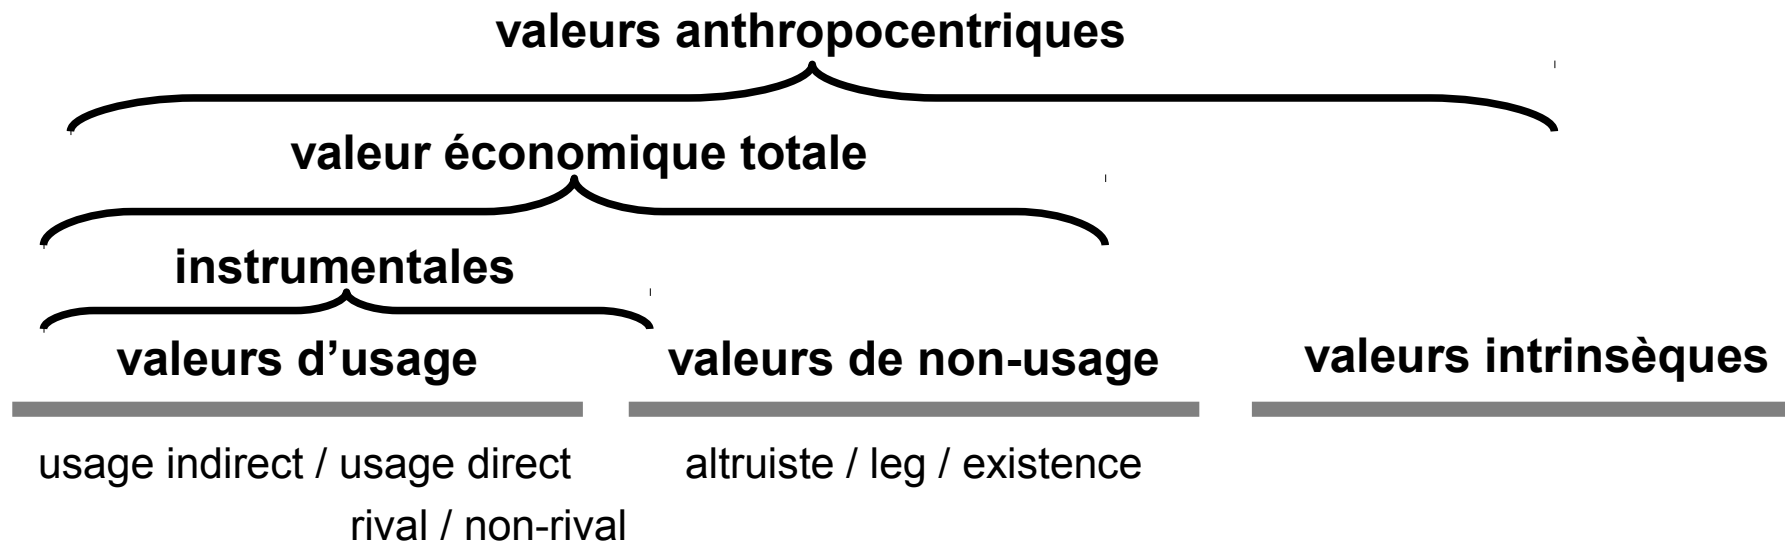 valeurs anthropocentriques
valeur économique totale
instrumentales
valeurs d’usage
valeurs de non-usage
valeurs intrinsèques
usage indirect / usage direct
altruiste / leg / existence
rival / non-rival